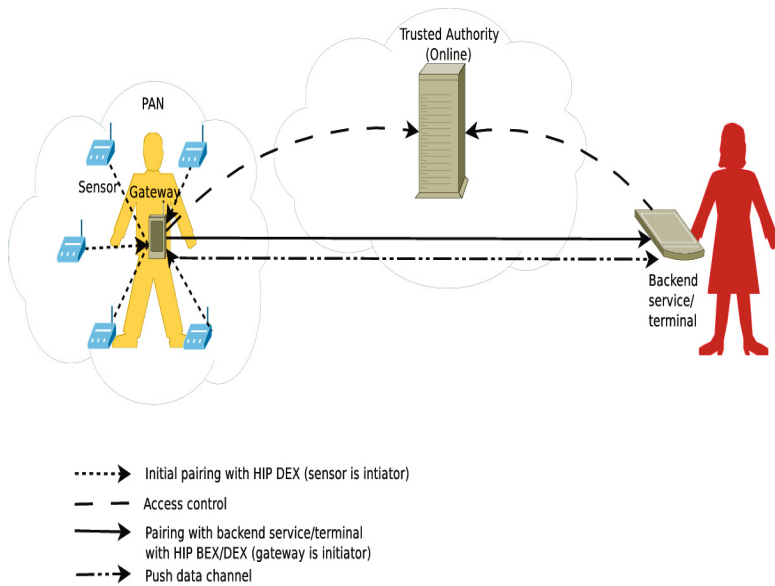 Trusted Authority
(Online)
PAN
Sensor
Gateway
Backend
service/
terminal
Initial pairing with HIP DEX (sensor is intiator)
Access control
Pairing with backend service/terminal
with HIP BEX/DEX (gateway is initiator)
Push data channel